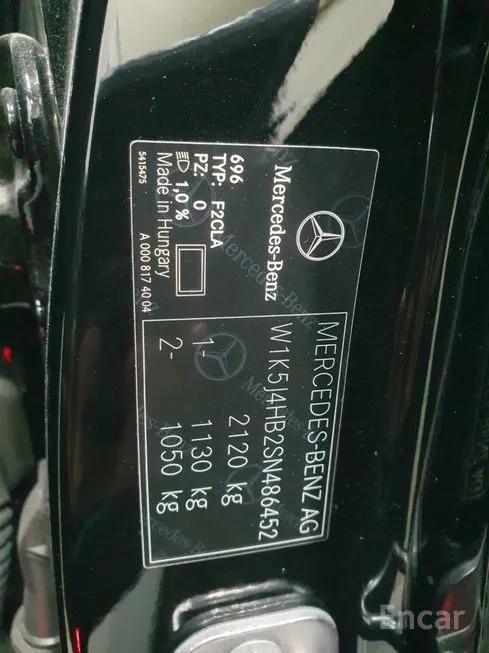 Mercedes-Benz
696
TYP: F2CLA
PZ: 0
1,0 %
Made in Hungary
A 000 817 40 04
5415475
MERCEDES-BENZ AG
W1K5J4HB2SN486452
2120 kg
1- 1130 kg
2- 1050 kg
Encar